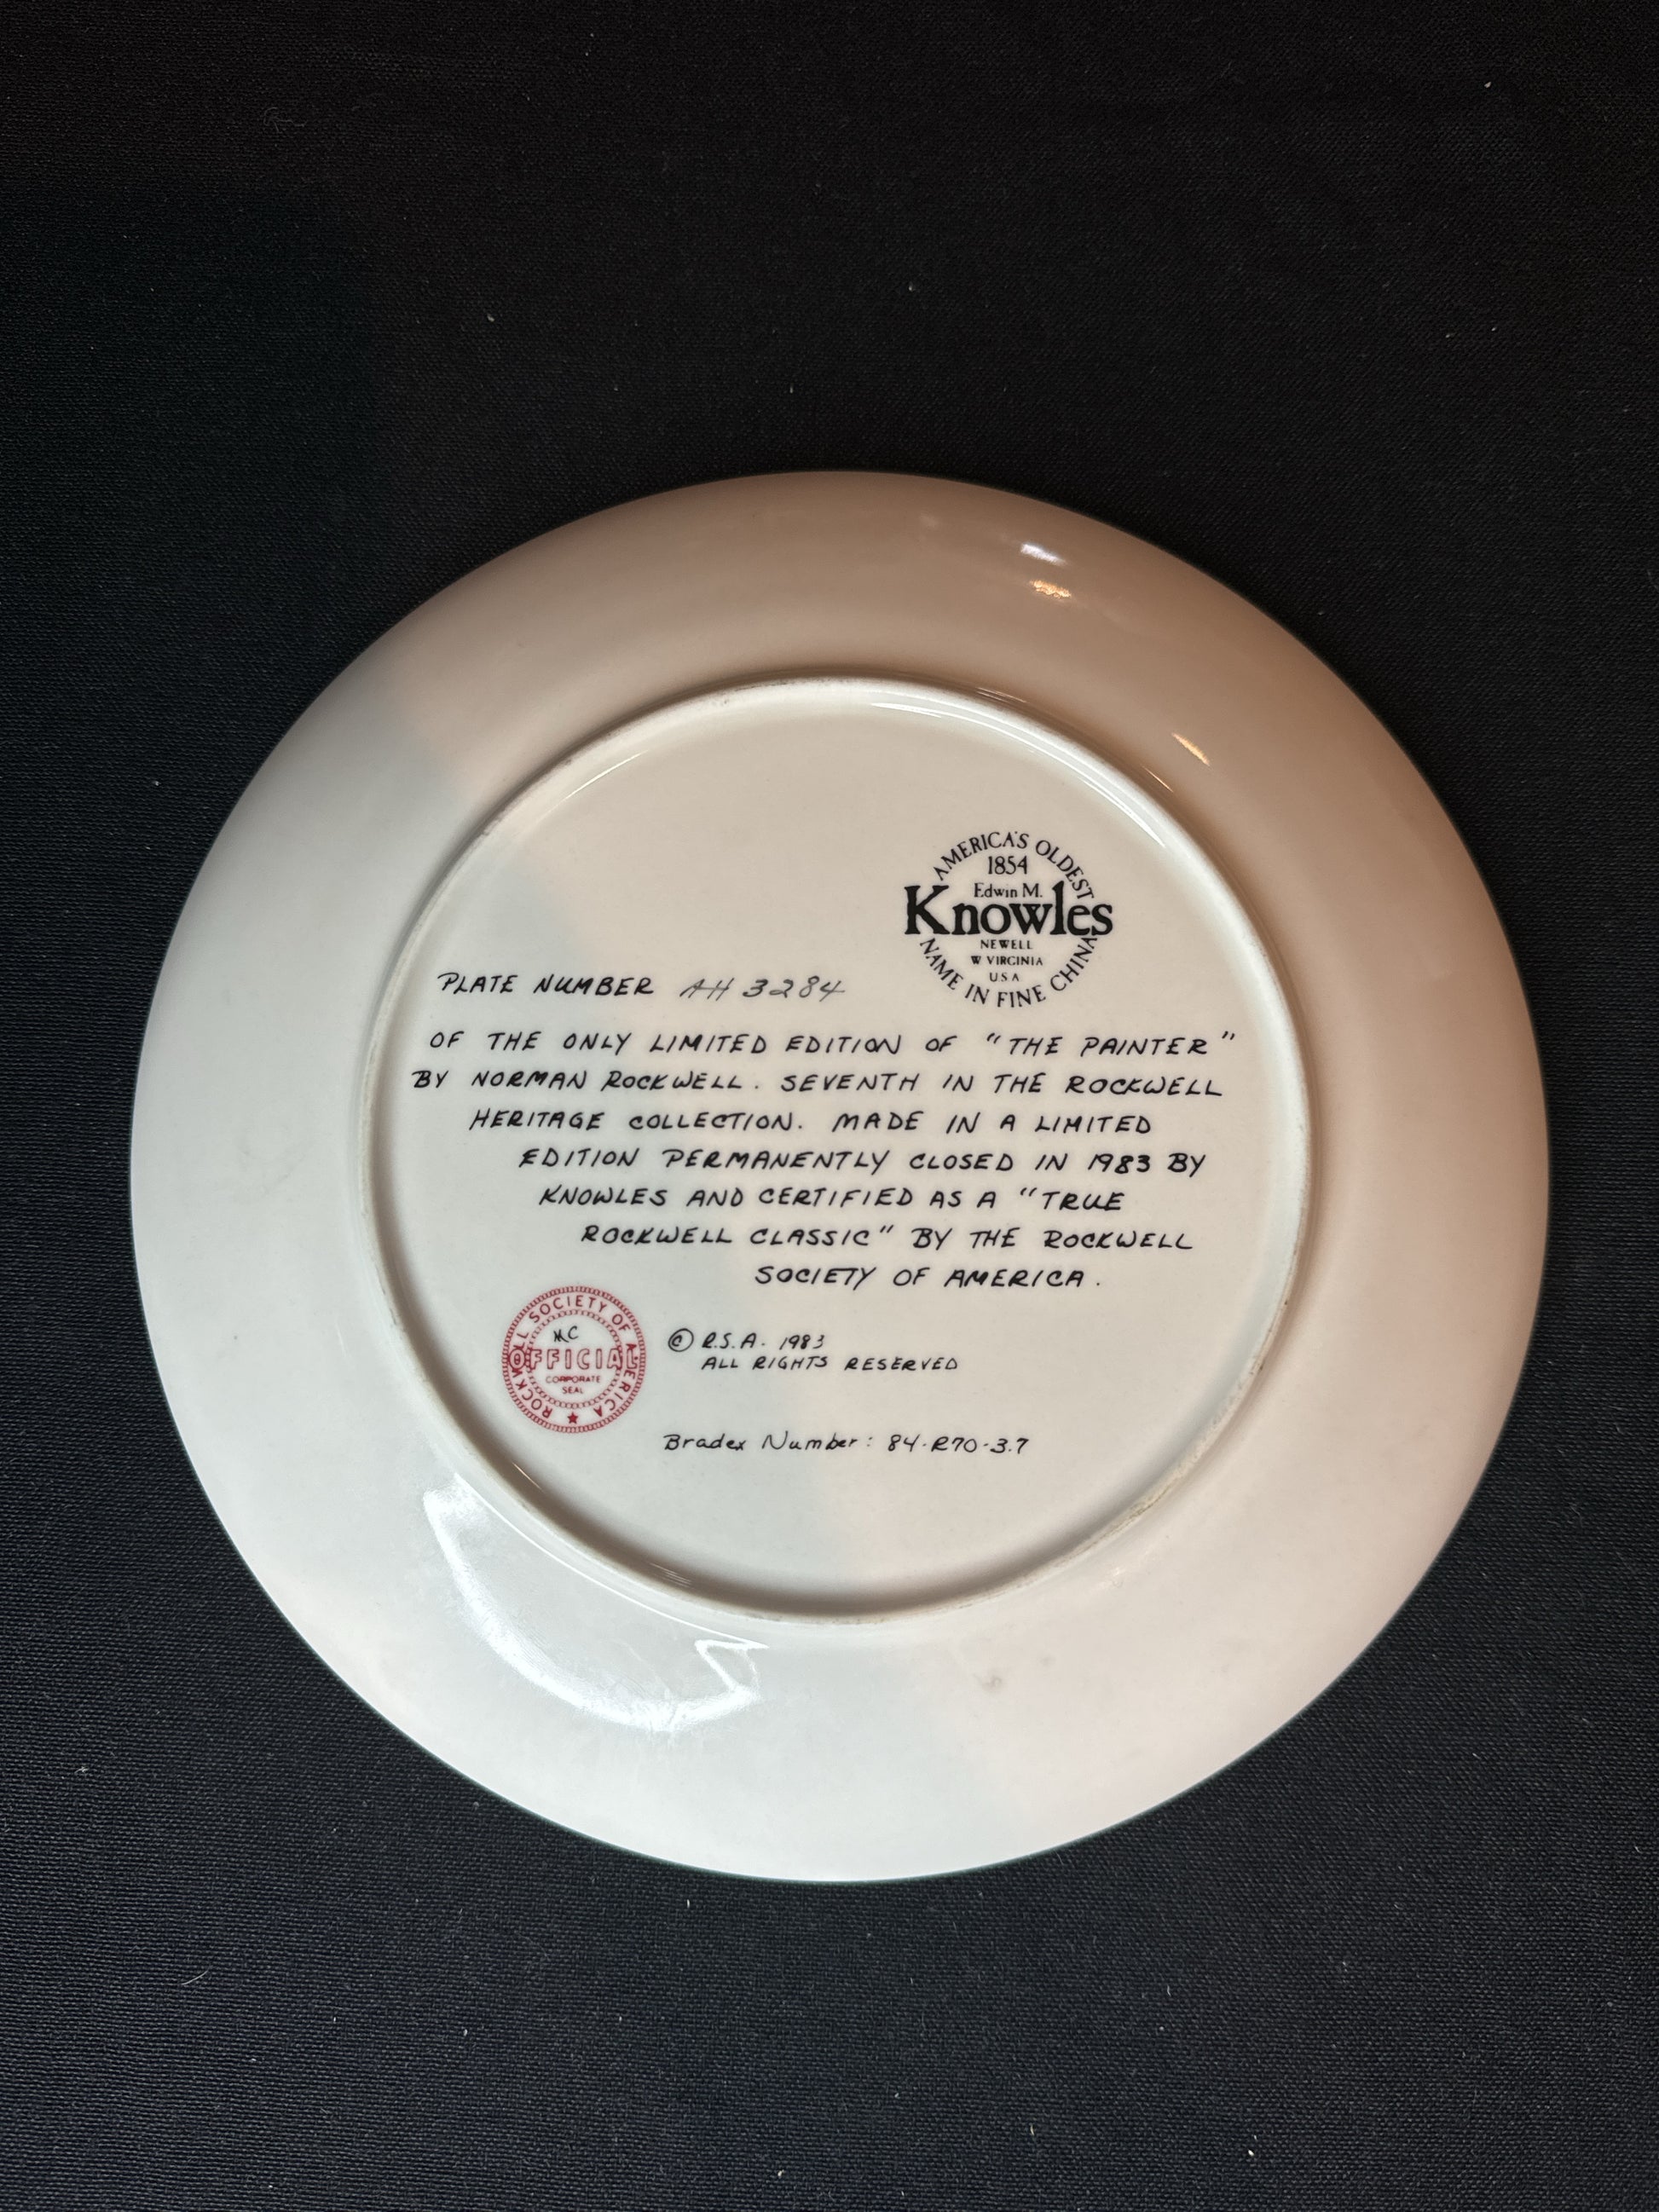 AMERICA'S OLDEST
1854
Edwin M.
Knowles
NEWELL
W VIRGINIA
USA
NAME IN FINE CHINA
PLATE NUMBER AH 3284
OF THE ONLY LIMITED EDITION OF "THE PAINTER"
BY NORMAN ROCKWELL. SEVENTH IN THE ROCKWELL
HERITAGE COLLECTION. MADE IN A LIMITED
EDITION PERMANENTLY CLOSED IN 1983 BY
KNOWLES AND CERTIFIED AS A "TRUE
ROCKWELL CLASSIC" BY THE ROCKWELL
SOCIETY OF AMERICA.
ROCKWELL SOCIETY OF AMERICA
MC
OFFICIAL
CORPORATE
SEAL
© R.S.A. 1983
ALL RIGHTS RESERVED
Bradex Number: 84-R70-3.7